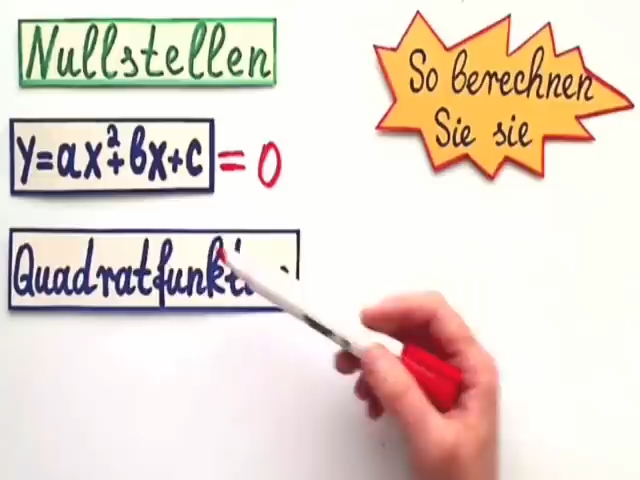 Nullstellen
So berechnen
Sie sie
y=ax²+bx+c = 0